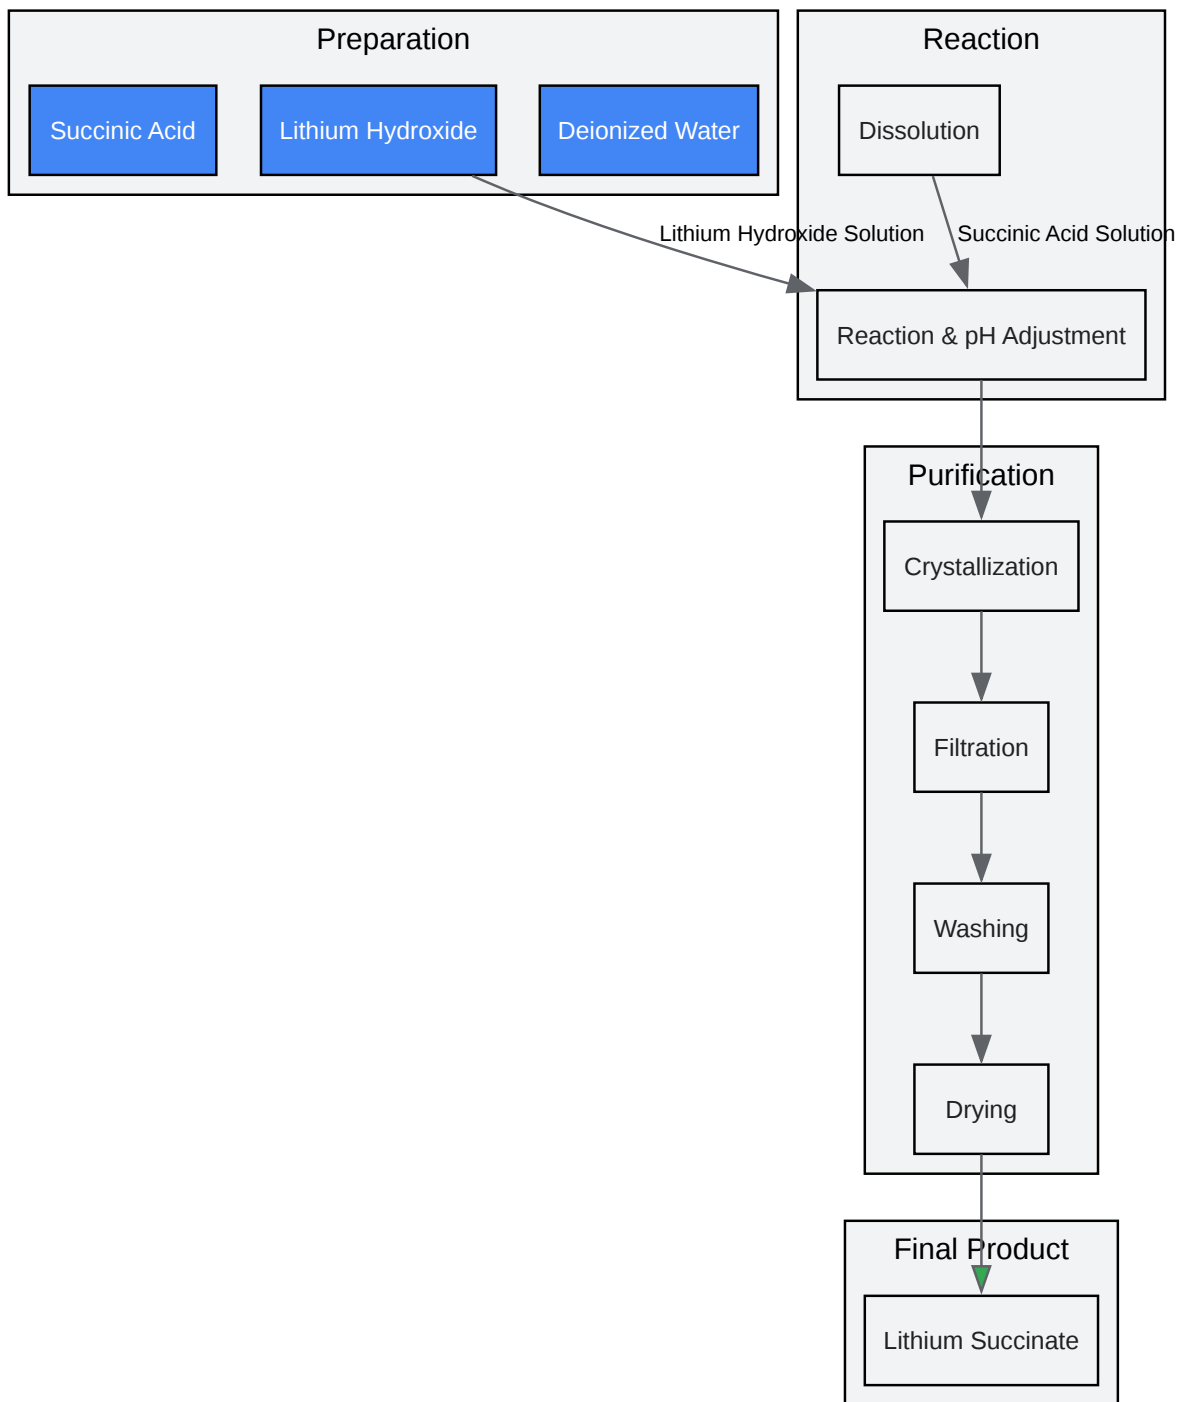 Preparation
Succinic Acid
Lithium Hydroxide
Deionized Water
Reaction
Dissolution
Lithium Hydroxide Solution
Succinic Acid Solution
Reaction & pH Adjustment
Purification
Crystallization
Filtration
Washing
Drying
Final Product
Lithium Succinate